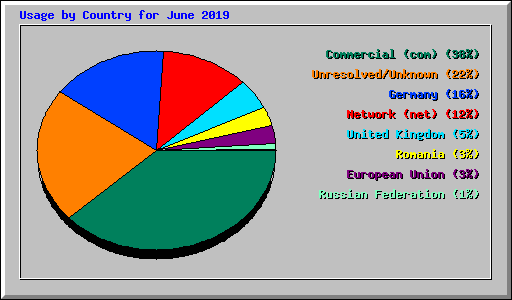 Usage by Country for June 2019
Commercial (com) (38%)
Unresolved/Unknown (22%)
Germany (16%)
Network (net) (12%)
United Kingdom (5%)
Romania (3%)
European Union (3%)
Russian Federation (1%)